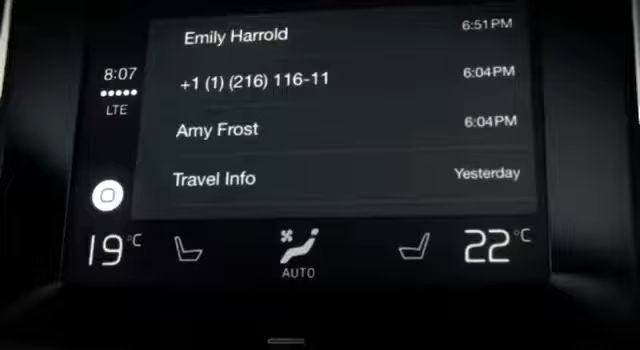 Emily Harrold 6:51PM
8:07
+1 (1) (216) 116-11 6:04PM
LTE
Amy Frost 6:04PM
Travel Info Yesterday
19°C 22°C
AUTO